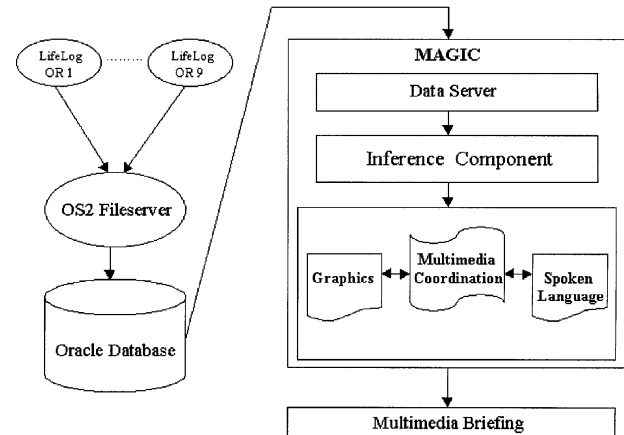 LifeLog
OR 1
LifeLog
OR 9
OS2 Fileserver
Oracle Database
MAGIC
Data Server
Inference Component
Graphics
Multimedia
Coordination
Spoken
Language
Multimedia Briefing